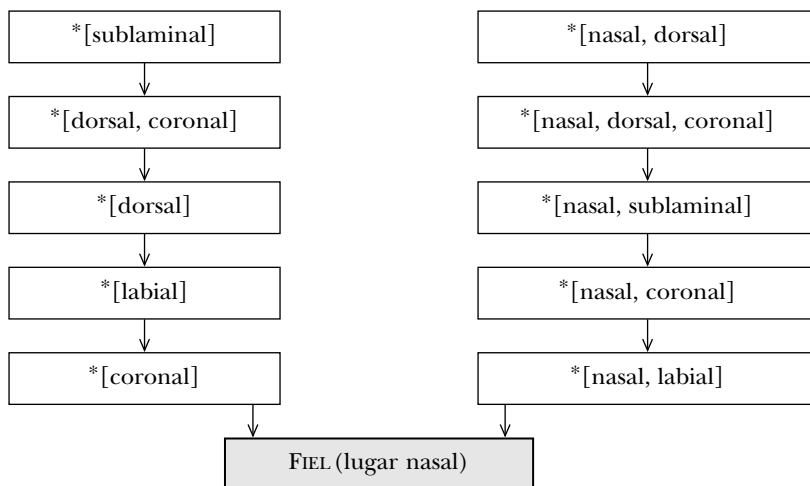 *[sublaminal]
*[dorsal, coronal]
*[dorsal]
*[labial]
*[coronal]
*[nasal, dorsal]
*[nasal, dorsal, coronal]
*[nasal, sublaminal]
*[nasal, coronal]
*[nasal, labial]
FIEL (lugar nasal)